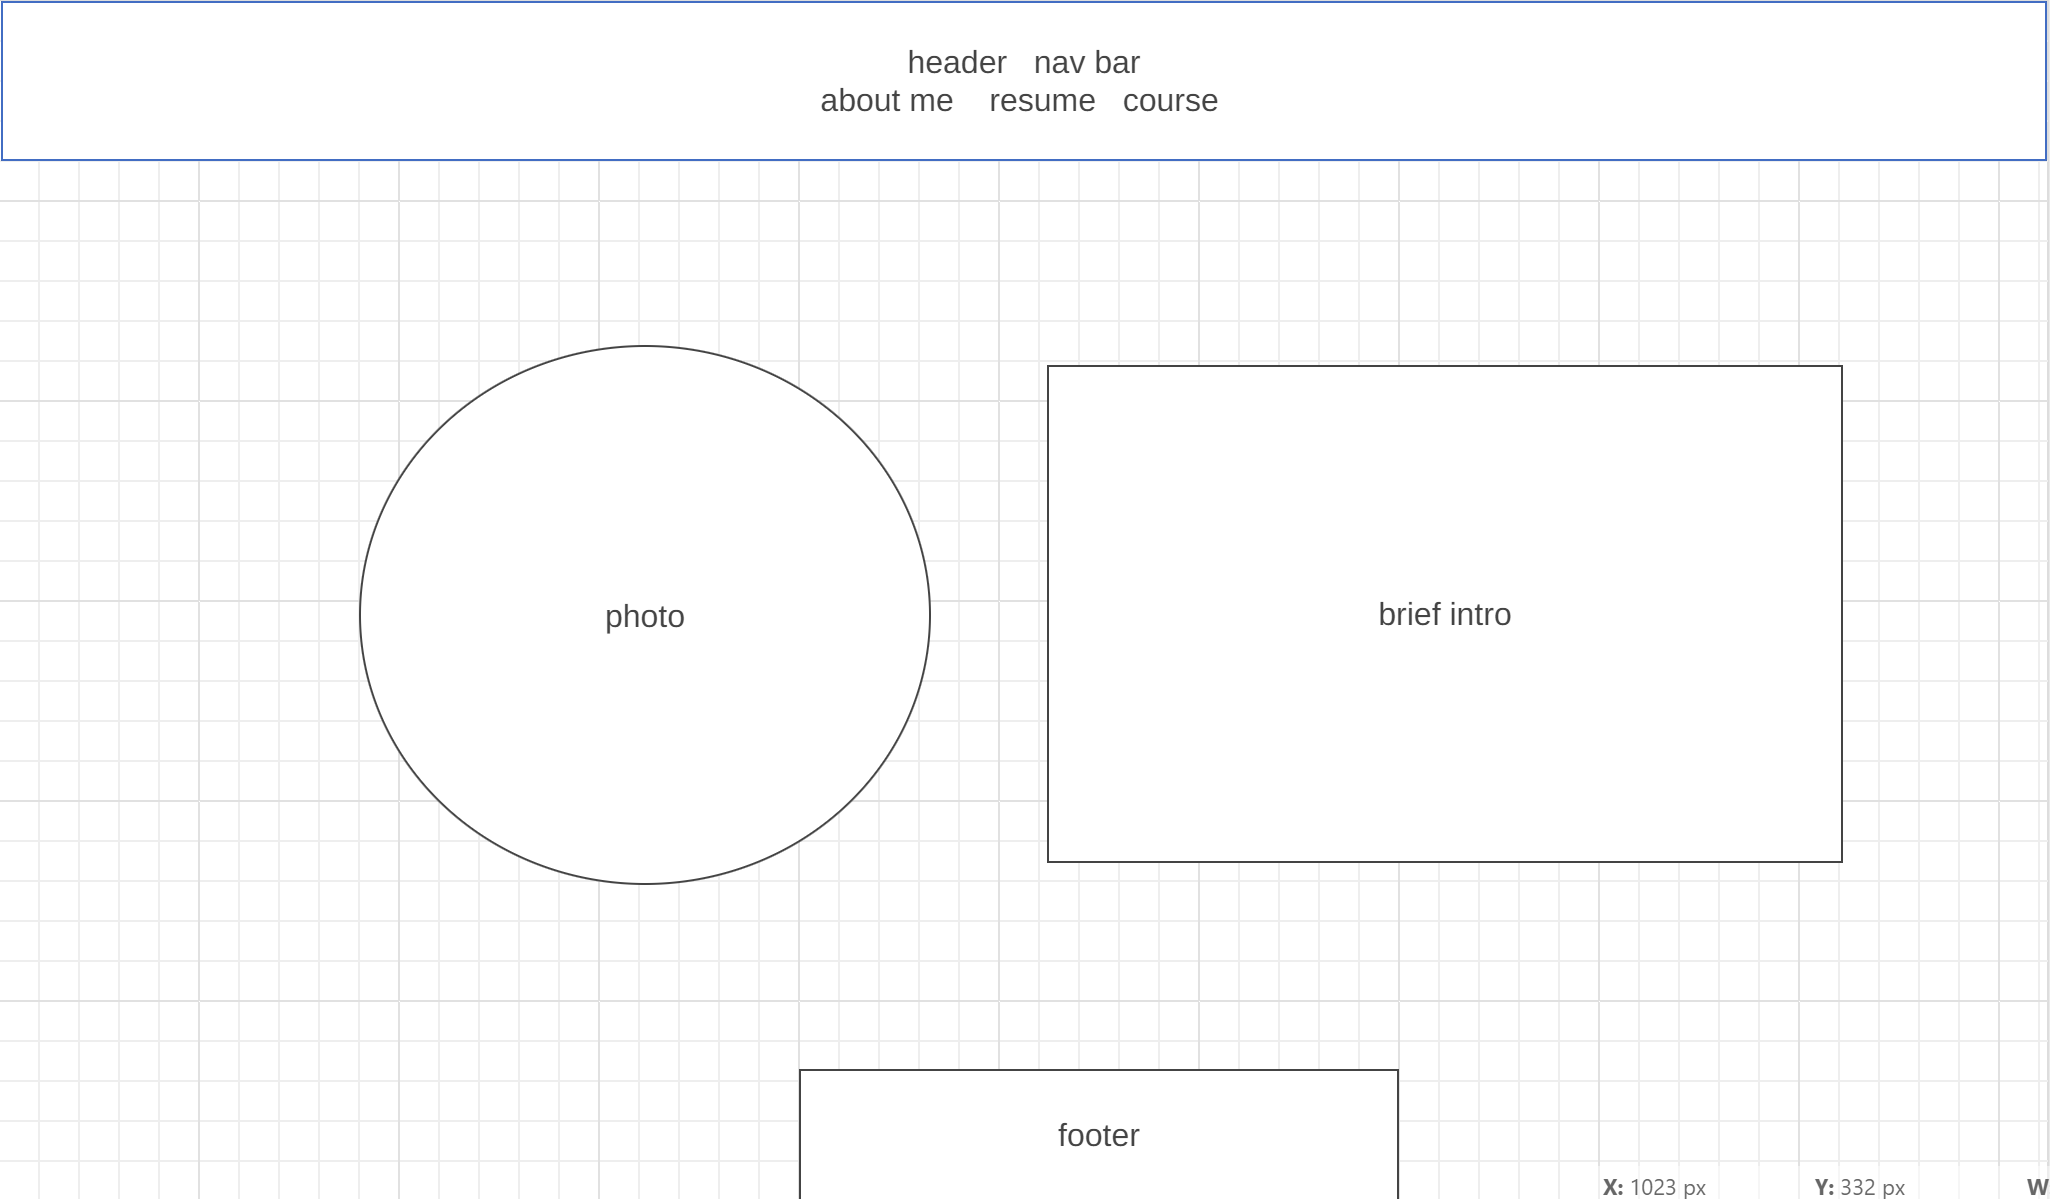 header   nav bar
about me    resume   course
photo
brief intro
footer
X: 1023 px   Y: 332 px   W